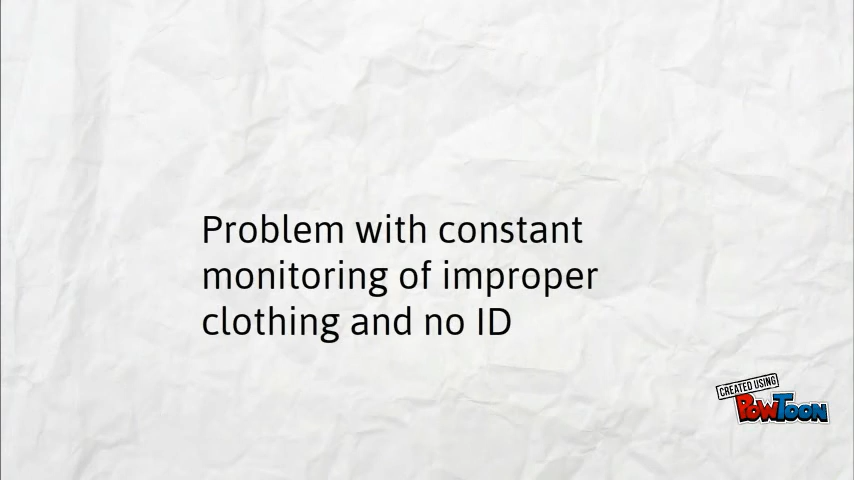 Problem with constant
monitoring of improper
clothing and no ID
CREATED USING
POWTOON